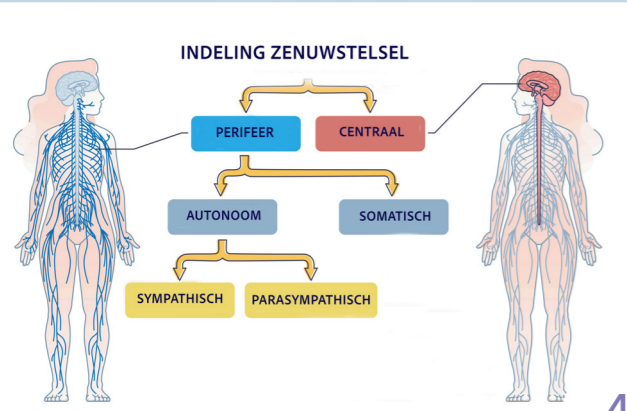 INDELING ZENUWSTELSEL
PERIFEER
CENTRAAL
AUTONOOM
SOMATISCH
SYMPATHISCH
PARASYMPATHISCH
4